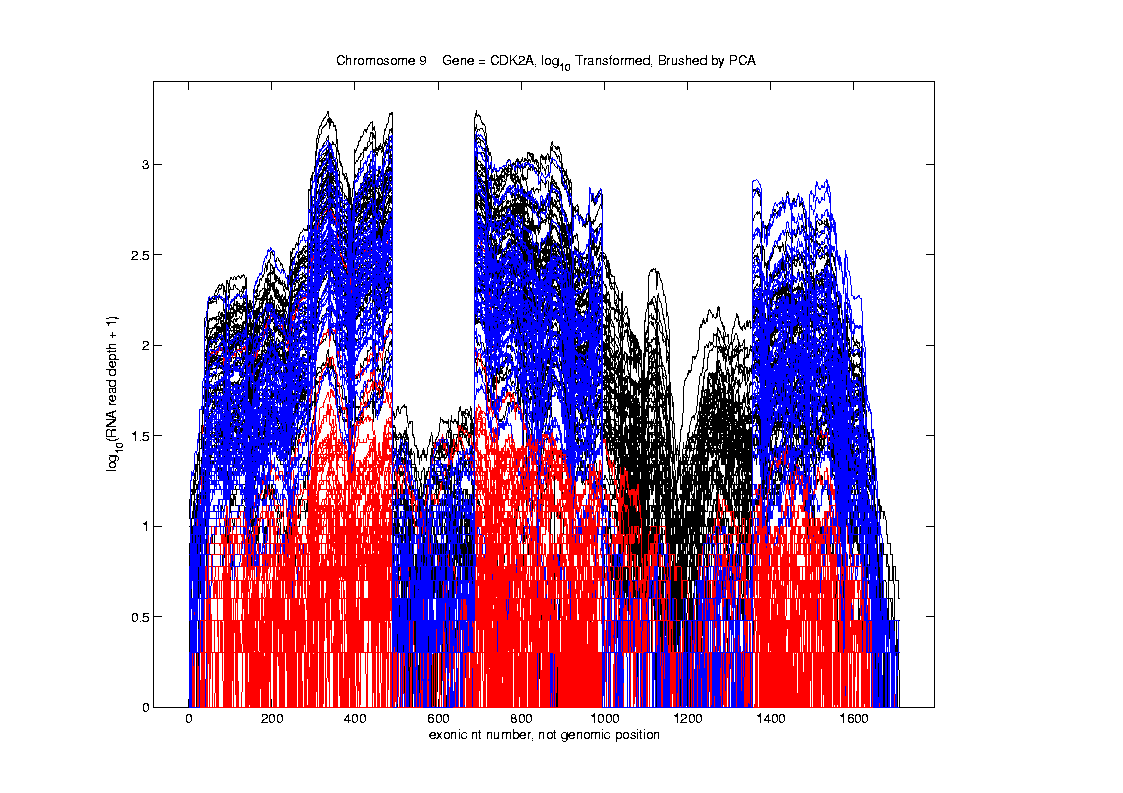 Chromosome 9 Gene = CDK2A, log10 Transformed, Brushed by PCA
log10(RNA read depth + 1)
3
2.5
2
1.5
1
0.5
0
0 200 400 600 800 1000 1200 1400 1600
exonic nt number, not genomic position